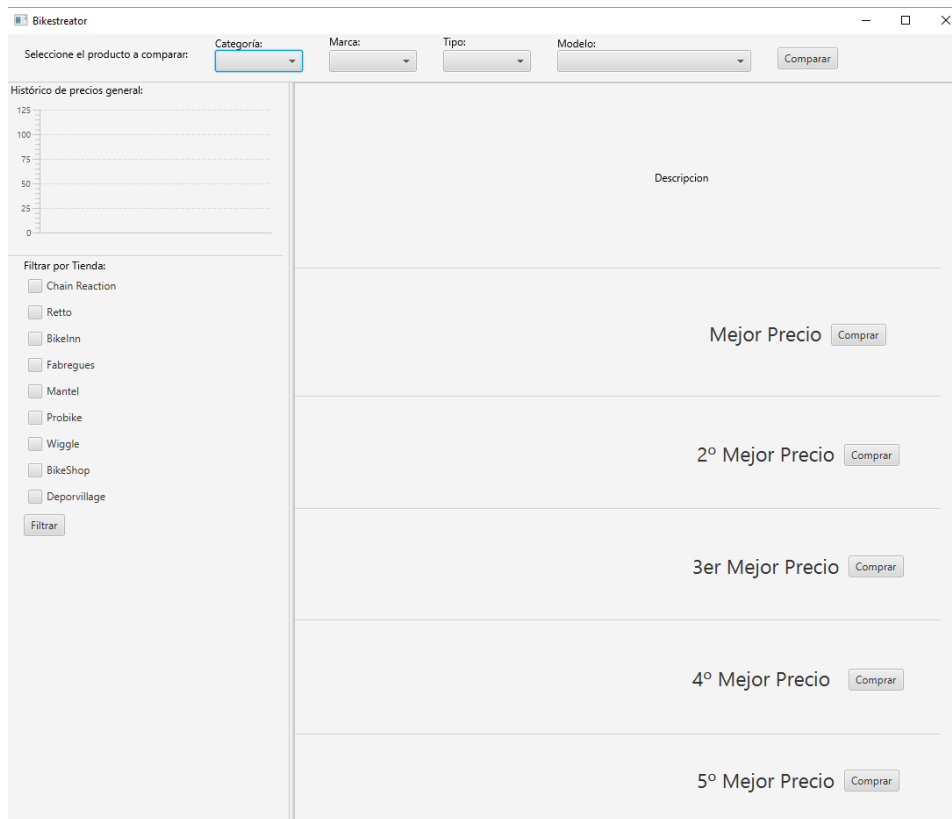 Bikestreator
Seleccione el producto a comparar:
Categoría:
Marca:
Tipo:
Modelo:
Comparar
Histórico de precios general:
125
100
75
50
25
0
Descripcion
Filtrar por Tienda:
Chain Reaction
Retto
BikeInn
Fabregues
Mantel
Probike
Wiggle
BikeShop
Deporvillage
Filtrar
Mejor Precio Comprar
2º Mejor Precio Comprar
3er Mejor Precio Comprar
4º Mejor Precio Comprar
5º Mejor Precio Comprar